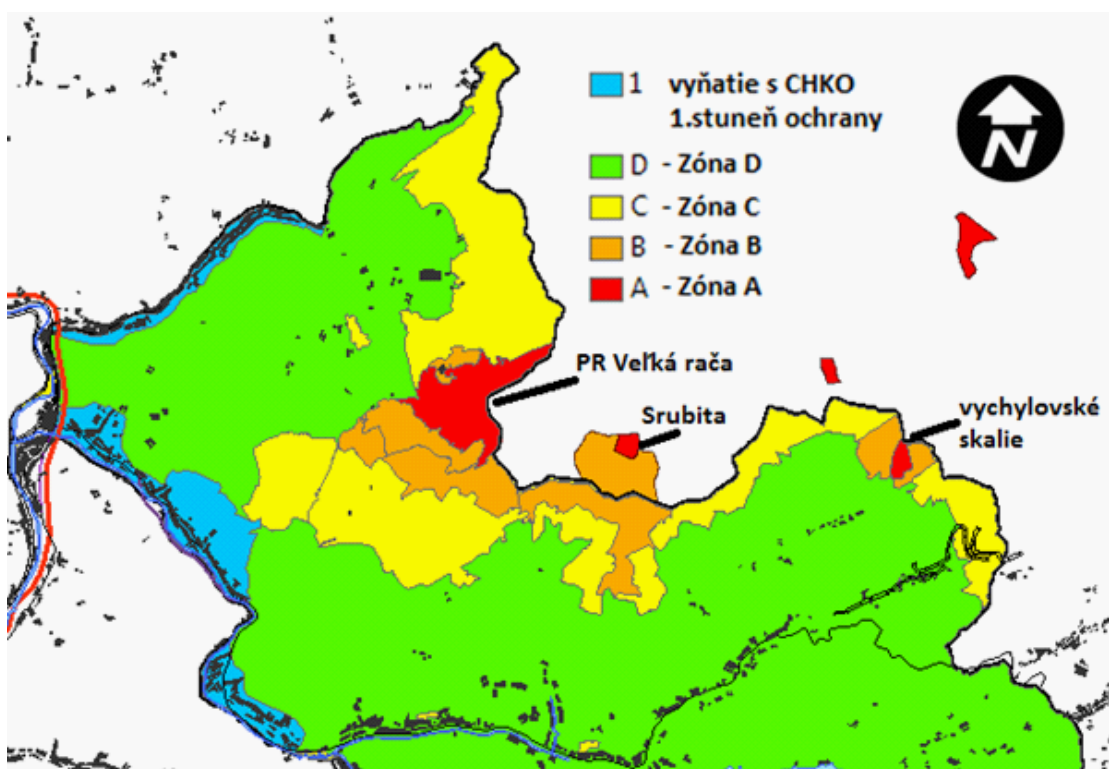 1 vyňatie s CHKO
1.stuneň ochrany
D - Zóna D
C - Zóna C
B - Zóna B
A - Zóna A
N
PR Veľká rača
Srubita
vychylovské
skalie